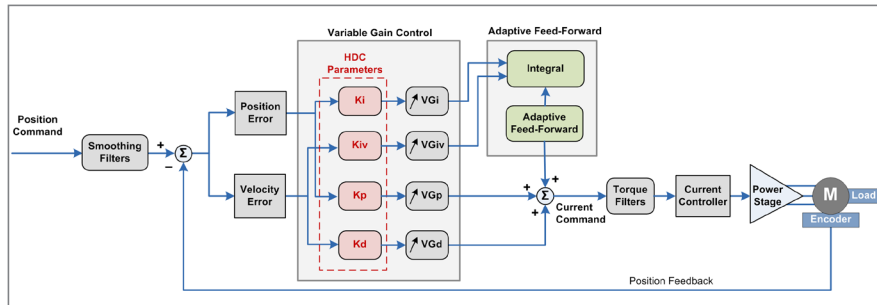 Variable Gain Control
Adaptive Feed-Forward
HDC
Parameters
Integral
Ki
VGi
Position
Error
Adaptive
Feed-Forward
Position
Command
Smoothing
Filters
+
Σ
−
Kiv
VGiv
Velocity
Error
Kp
VGp
+
+
Σ
+
Current
Command
Torque
Filters
Current
Controller
Power
Stage
M
Load
Encoder
Kd
VGd
Position Feedback